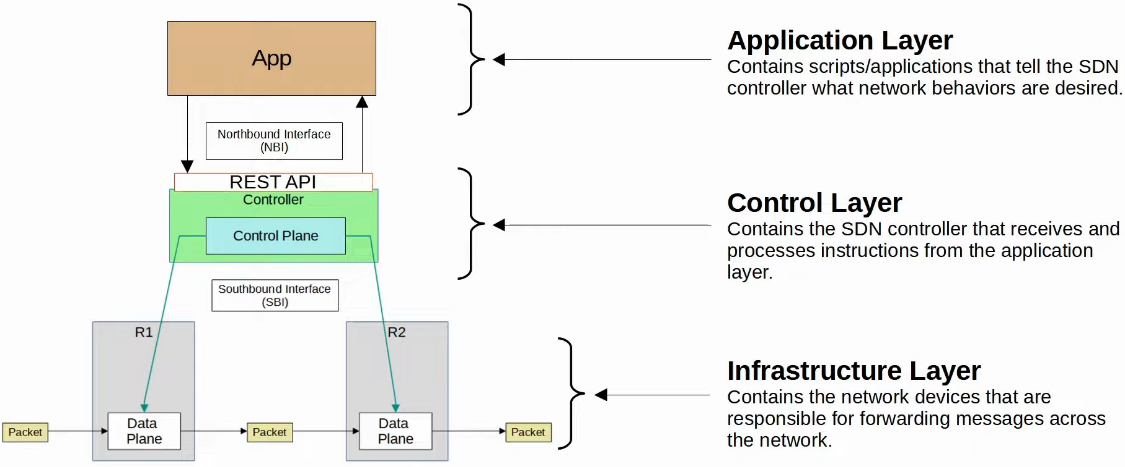 App
Northbound Interface
(NBI)
REST API
Controller
Control Plane
Southbound Interface
(SBI)
R1
R2
Packet
Data
Plane
Packet
Data
Plane
Packet
Application Layer
Contains scripts/applications that tell the SDN
controller what network behaviors are desired.
Control Layer
Contains the SDN controller that receives and
processes instructions from the application
layer.
Infrastructure Layer
Contains the network devices that are
responsible for forwarding messages across
the network.